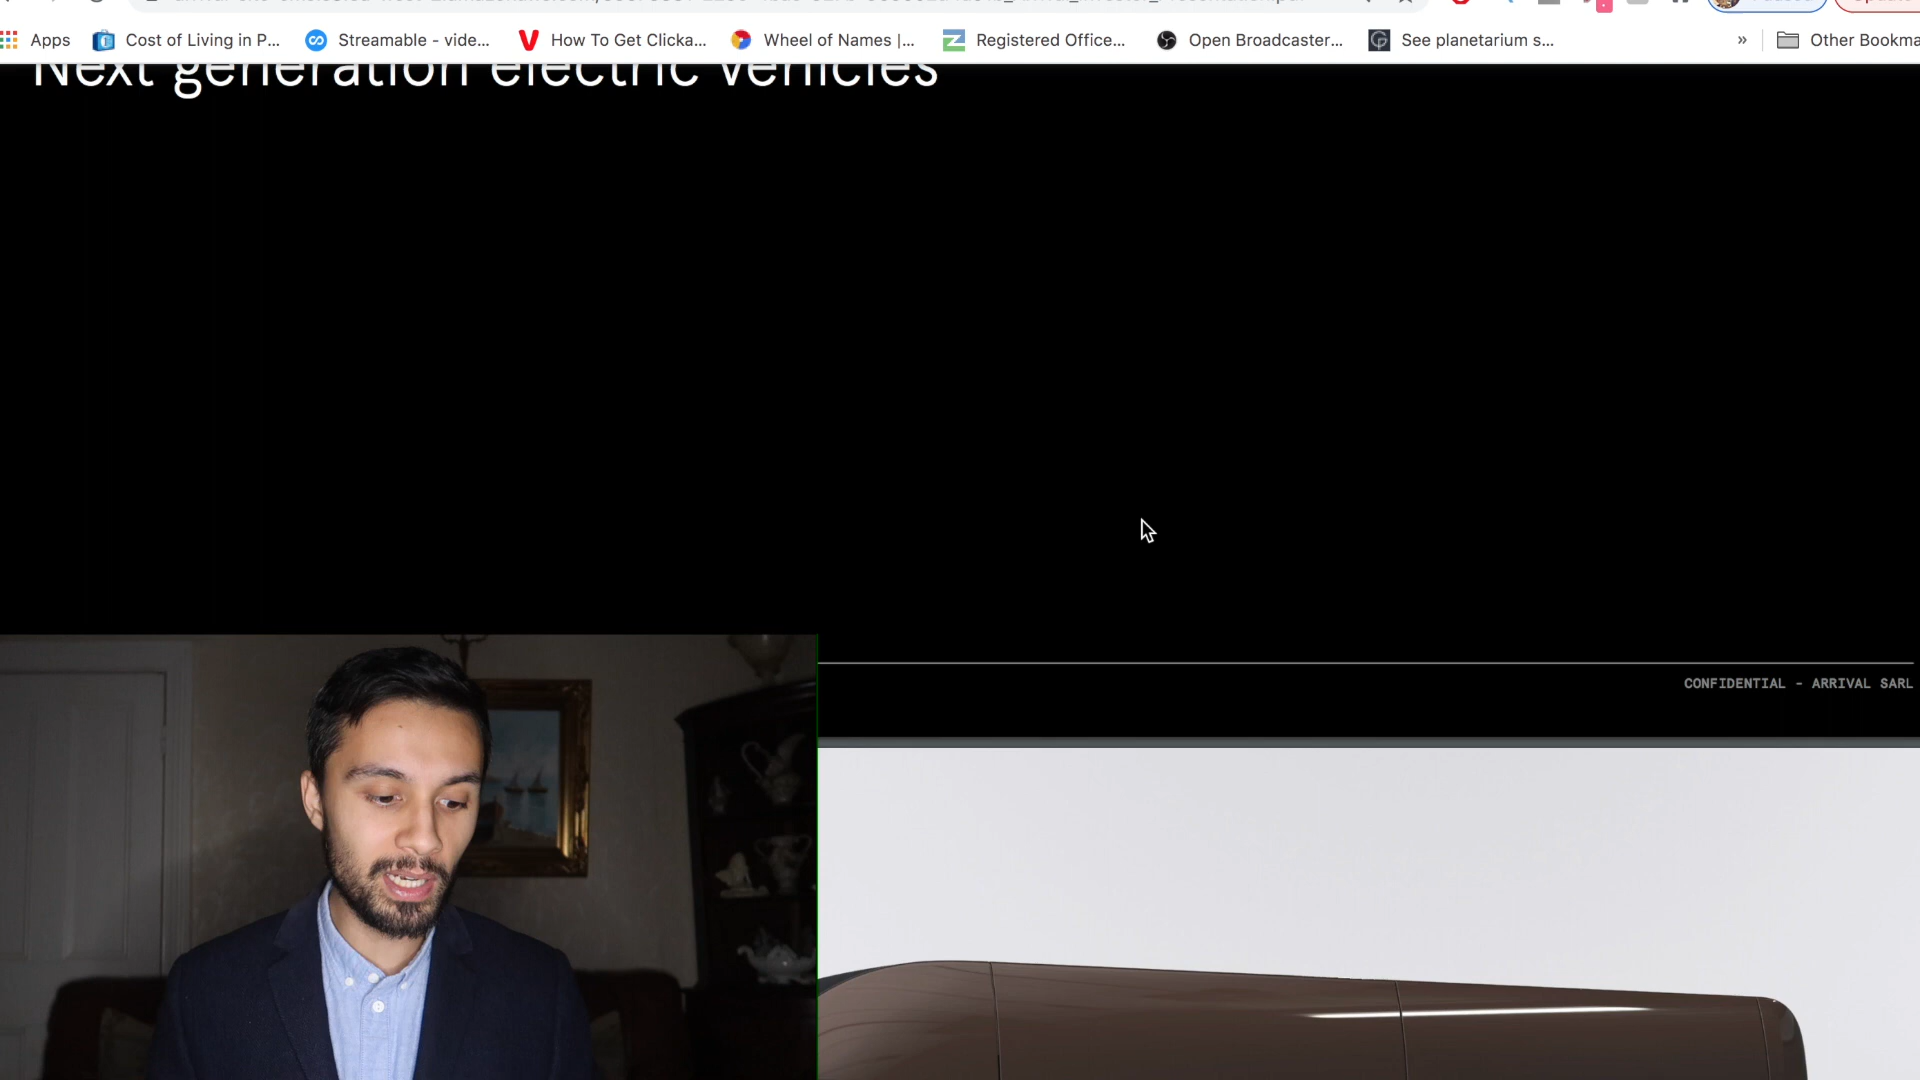 Apps Cost of Living in P... Streamable - vide... How To Get Clicka... Wheel of Names |... Registered Office... Open Broadcaster... See planetarium s... » Other Bookma
Next generation electric vehicles
CONFIDENTIAL - ARRIVAL SARL